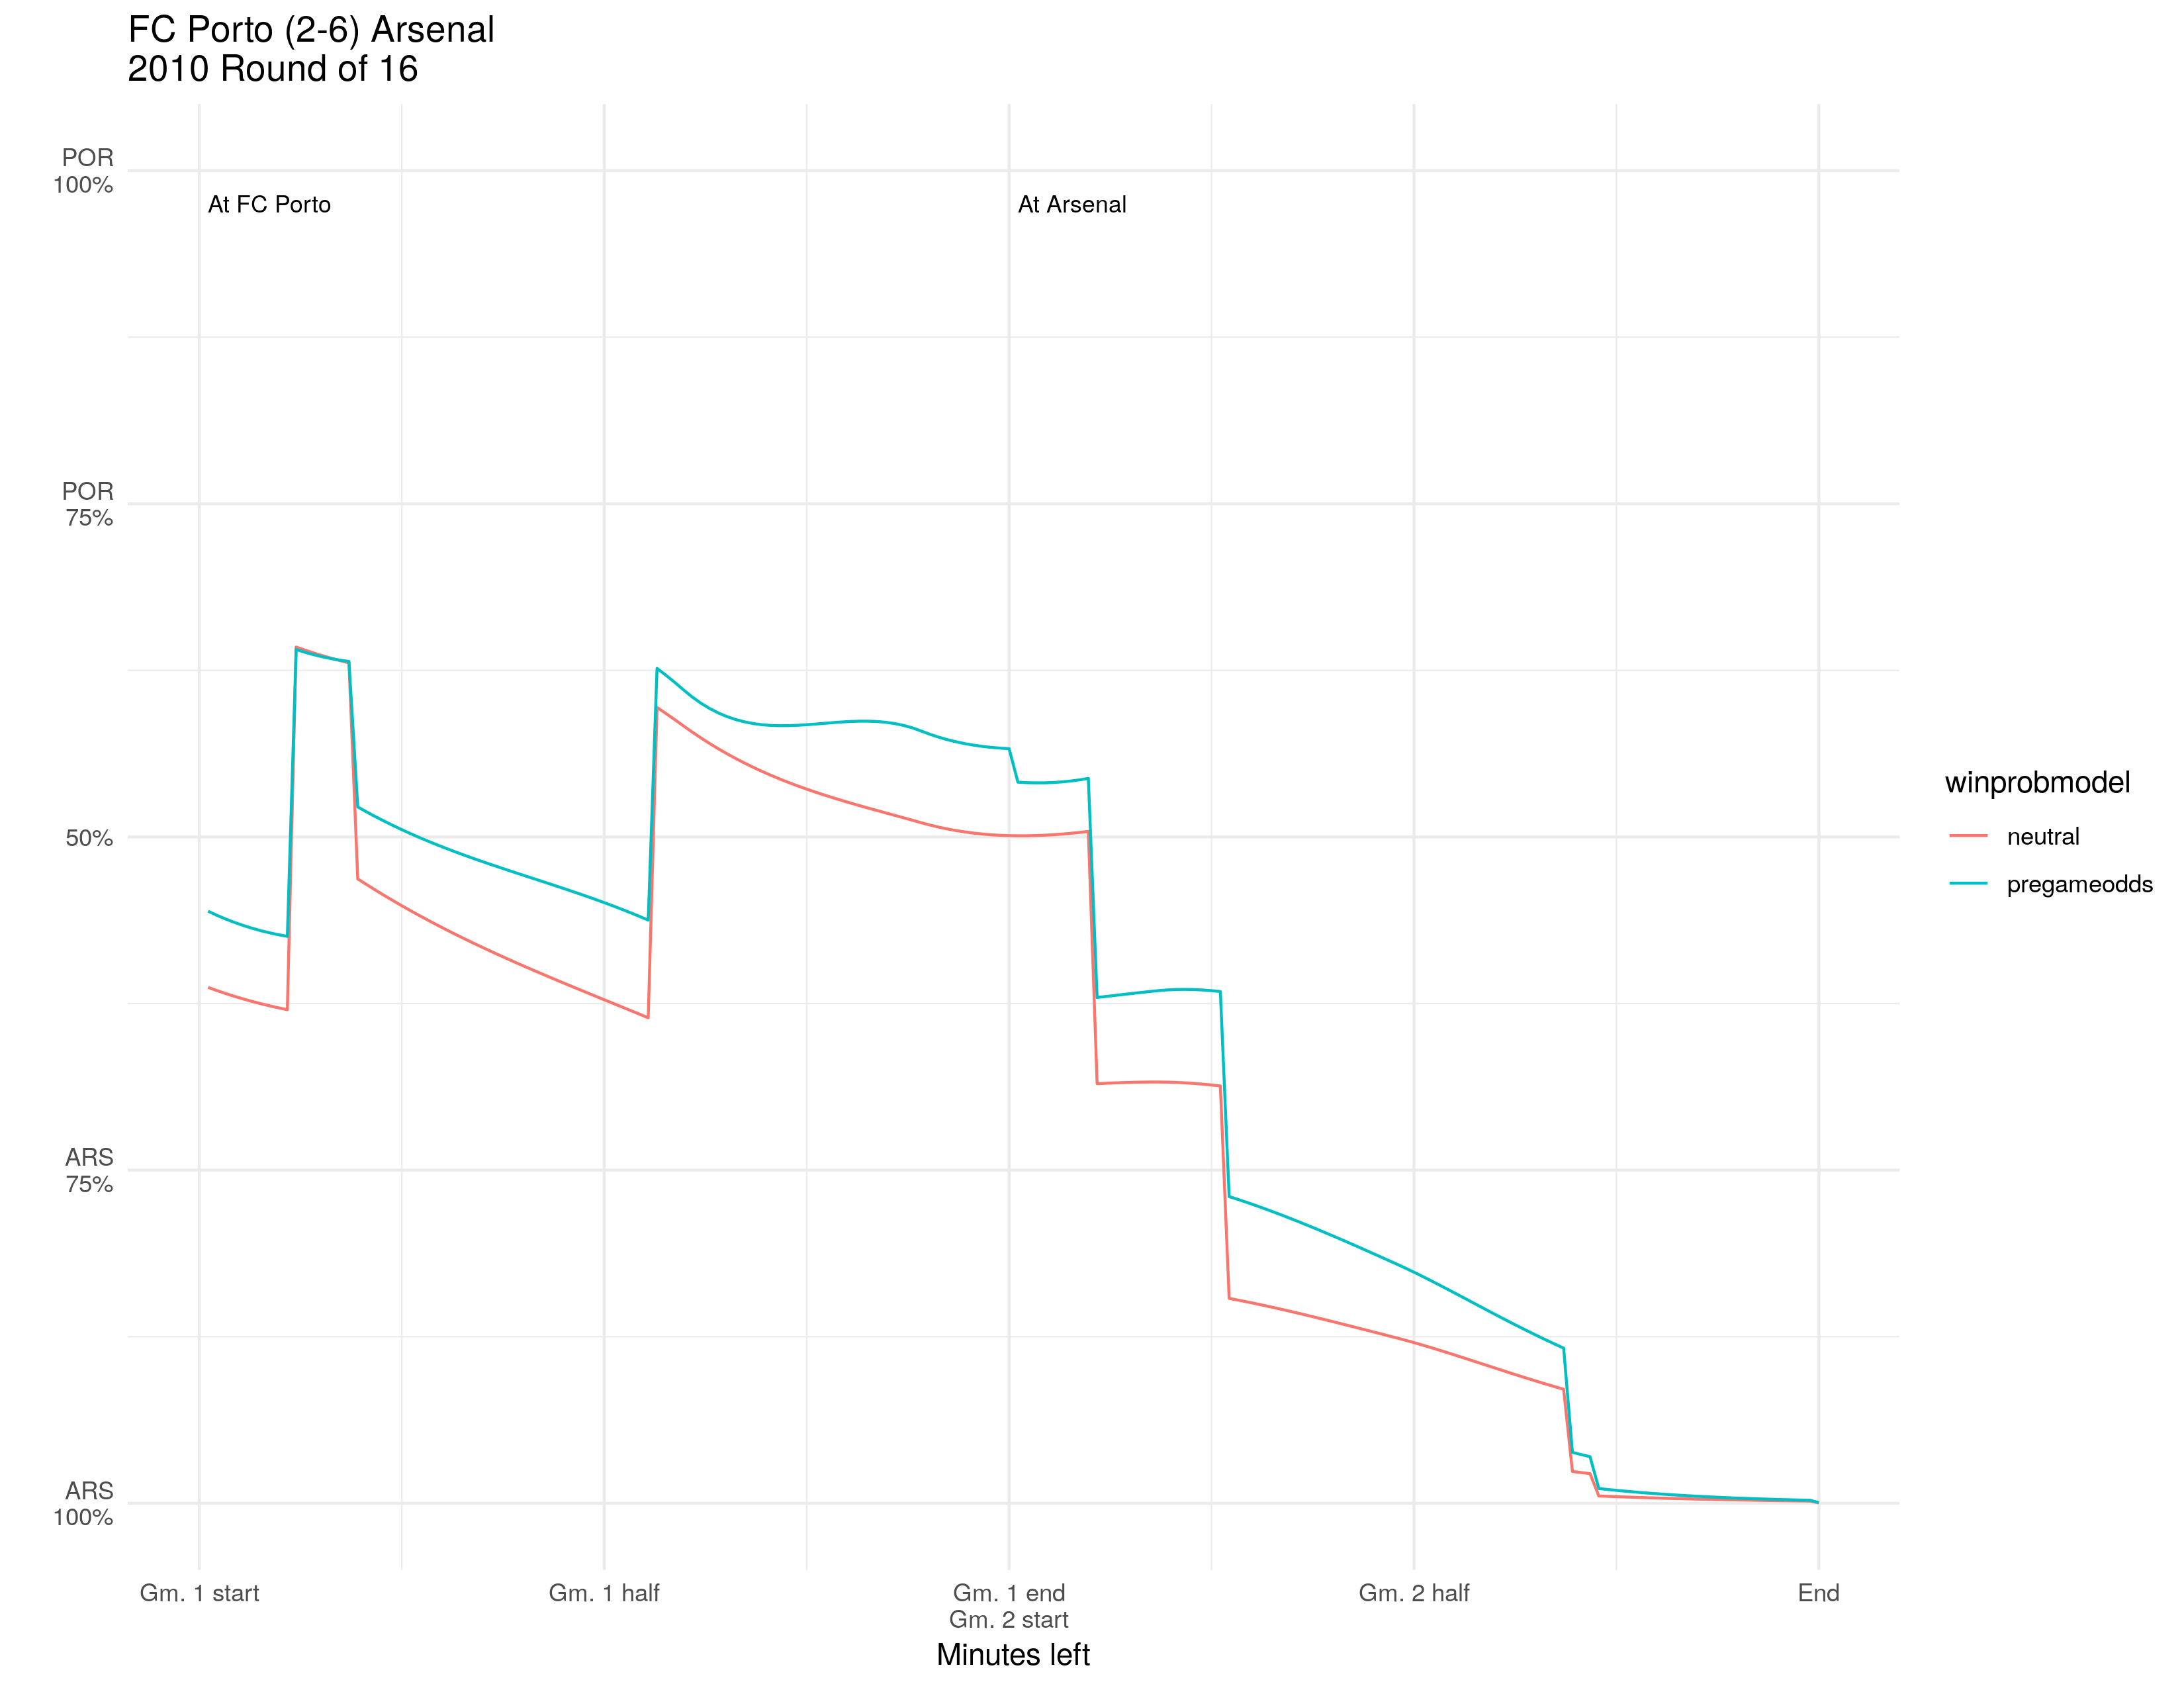 FC Porto (2-6) Arsenal
2010 Round of 16
POR
100%
At FC Porto
At Arsenal
POR
75%
50%
ARS
75%
ARS
100%
winprobmodel
neutral
pregameodds
Gm. 1 start
Gm. 1 half
Gm. 1 end
Gm. 2 start
Gm. 2 half
End
Minutes left